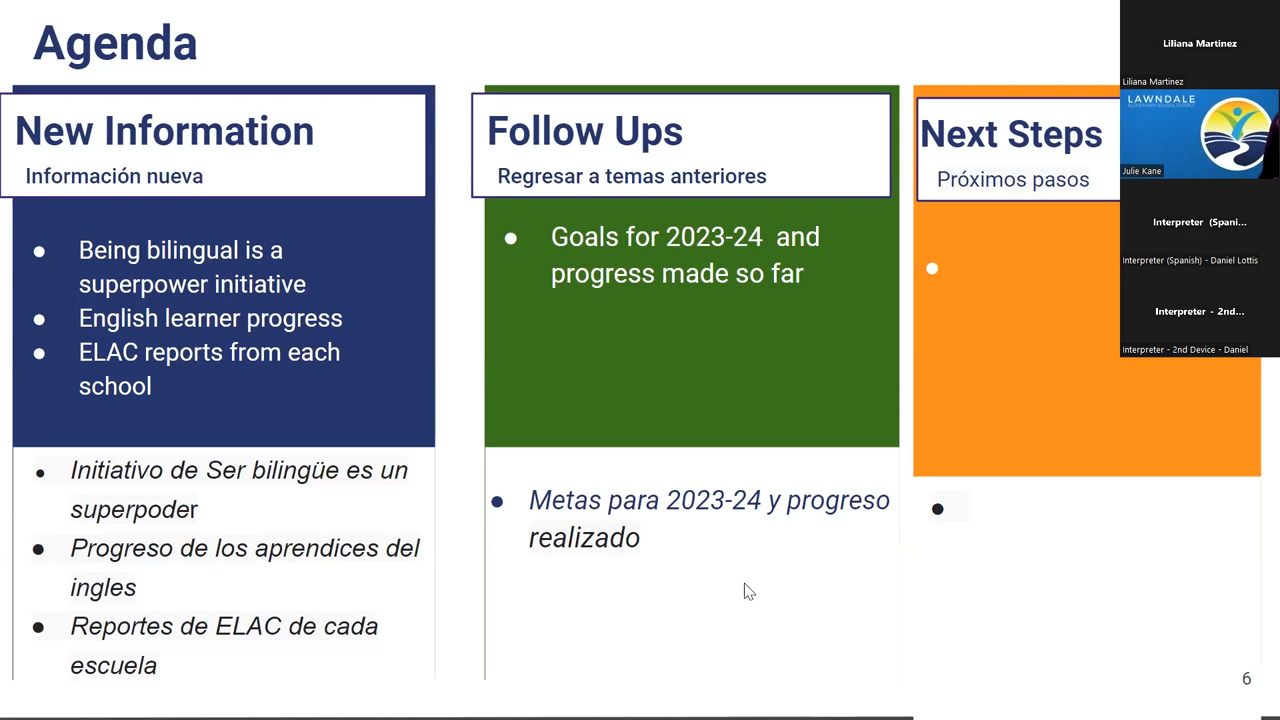 Agenda
New Information
Información nueva
Being bilingual is a
superpower initiative
English learner progress
ELAC reports from each
school
Initiativo de Ser bilingüe es un
superpoder
Progreso de los aprendices del
ingles
Reportes de ELAC de cada
escuela
Follow Ups
Regresar a temas anteriores
Goals for 2023-24 and
progress made so far
Metas para 2023-24 y progreso
realizado
Next Steps
Próximos pasos
6
Liliana Martinez
Liliana Martinez
LAWNDALE
Julie Kane
Interpreter (Spani...
Interpreter (Spanish) - Daniel Lottis
Interpreter - 2nd...
Interpreter - 2nd Device - Daniel